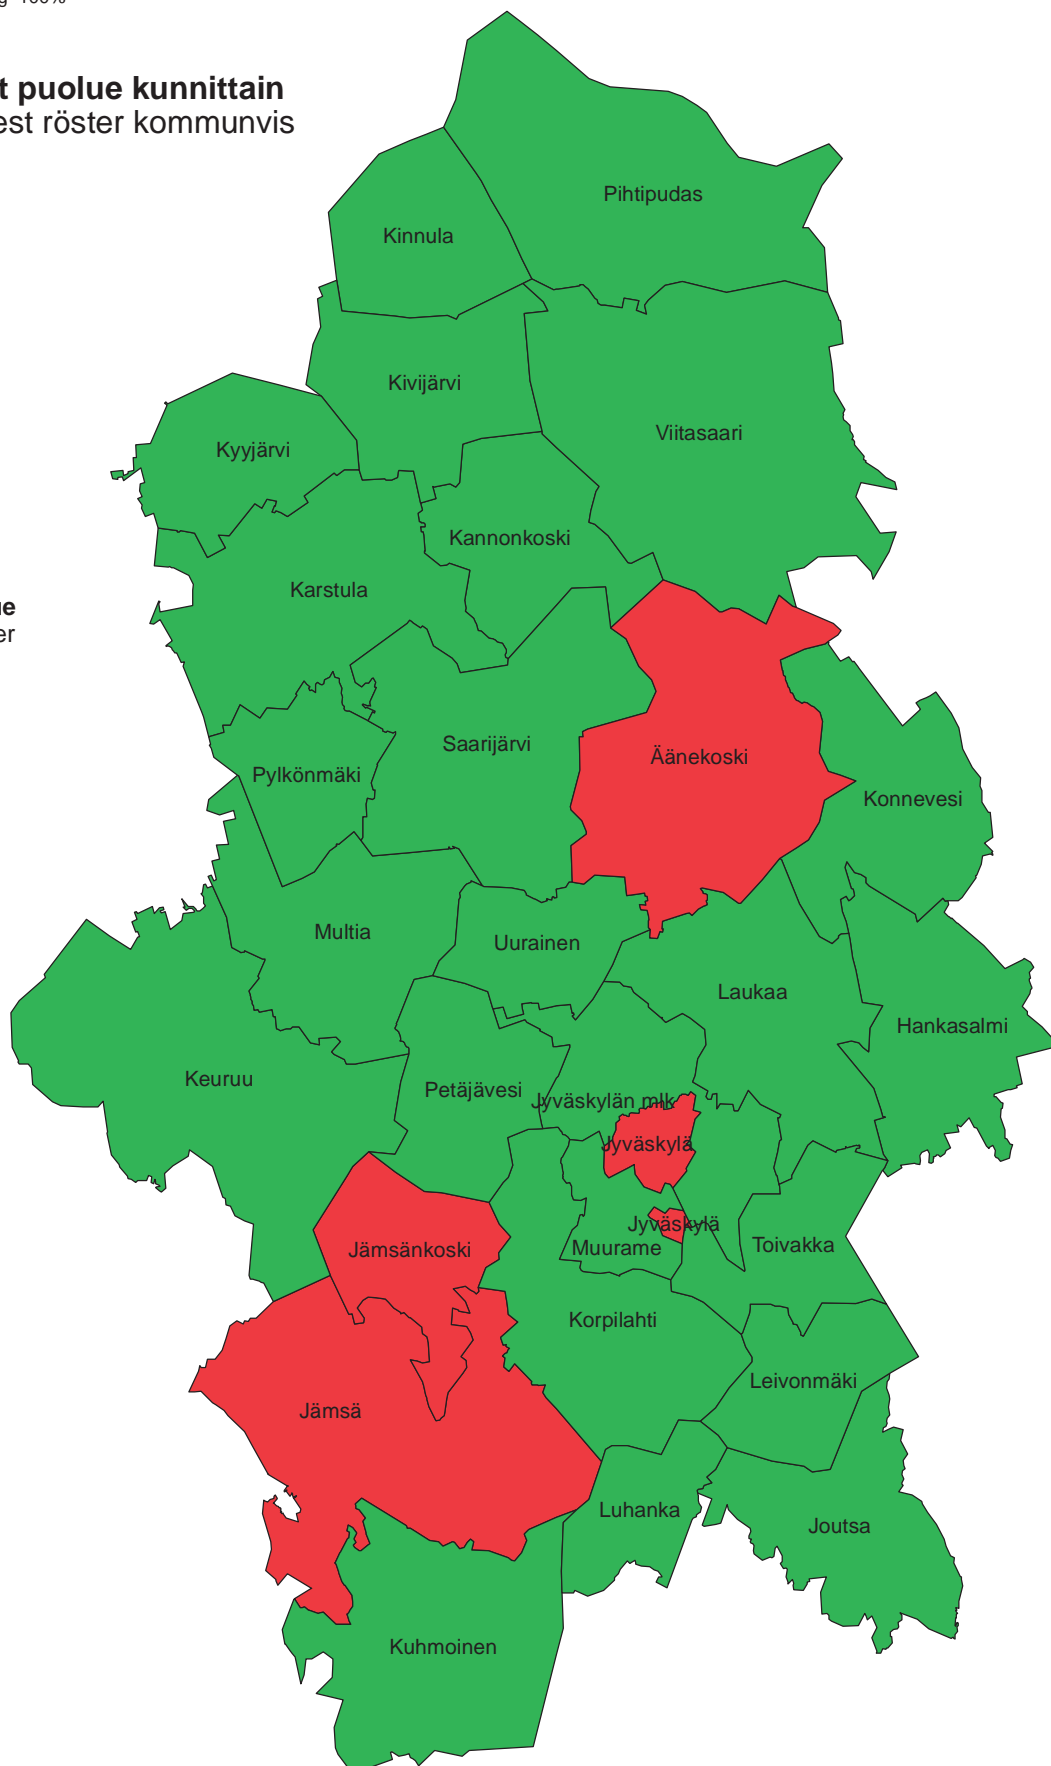 100%
t puolue kunnittain
est röster kommunvis
Pihtipudas
Kinnula
Kivijärvi
Viitasaari
Kyyjärvi
Kannonkoski
Karstula
ue
er
Saarijärvi
Äänekoski
Pylkönmäki
Konnevesi
Multia
Uurainen
Laukaa
Hankasalmi
Keuruu
Petäjävesi
Jyväskylän mlk
Jyväskylä
Jyväskylä
Muurame
Toivakka
Jämsänkoski
Korpilahti
Leivonmäki
Jämsä
Luhanka
Joutsa
Kuhmoinen